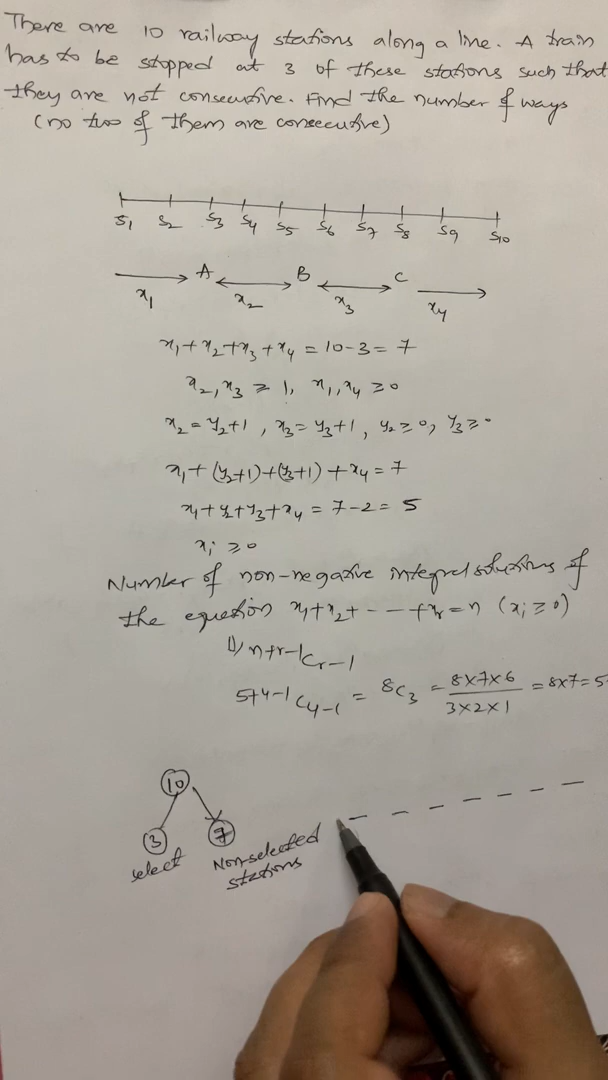 There are 10 railway stations along a line. A train
has to be stopped at 3 of these stations such that
they are not consecutive. Find the number of ways
(no two of them are consecutive)
S1 S2 S3 S4 S5 S6 S7 S8 S9 S10
A B C
x1 x2 x3 x4
x1+x2+x3+x4 = 10-3 = 7
x2, x3 ≥ 1, x1, x4 ≥ 0
x2 = y2+1, x3 = y3+1, y2 ≥ 0, y3 ≥ 0
x1+(y2+1)+(y3+1)+x4 = 7
x1+y2+y3+x4 = 7-2 = 5
xi ≥ 0
Number of non-negative integral solutions of
the equation x1+x2+ - - - +xr = n (xi ≥ 0)
n+r-1Cr-1
5+4-1C4-1 = 8C3 = 8×7×6 / 3×2×1 = 8×7=5
10
3 7
select Non-selected
stations